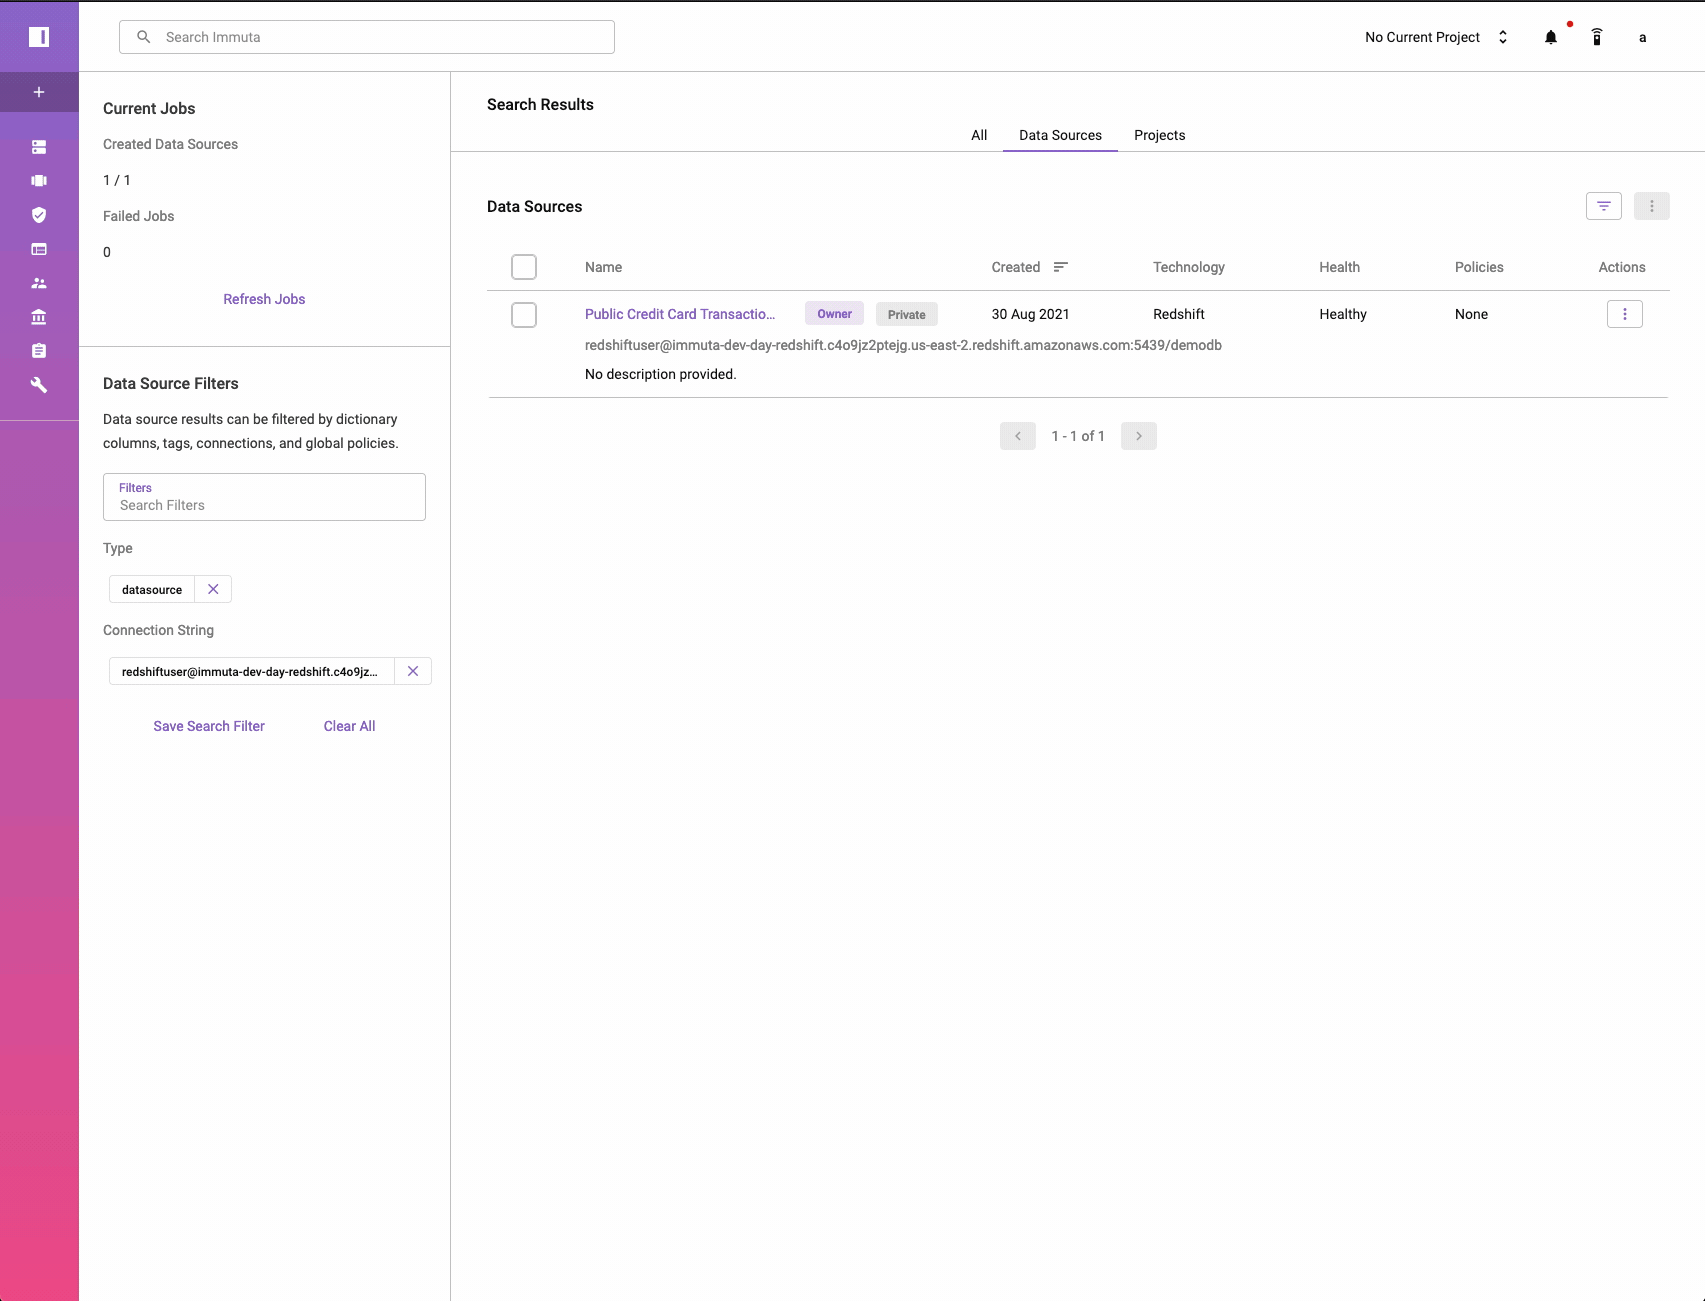 Search Immuta
No Current Project
a
Current Jobs
Created Data Sources
1 / 1
Failed Jobs
0
Refresh Jobs
Data Source Filters
Data source results can be filtered by dictionary
columns, tags, connections, and global policies.
Filters
Search Filters
Type
datasource
Connection String
redshiftuser@immuta-dev-day-redshift.c4o9jz...
Save Search Filter Clear All
Search Results
All Data Sources Projects
Data Sources
Name Created Technology Health Policies Actions
Public Credit Card Transactio... Owner Private 30 Aug 2021 Redshift Healthy None
redshiftuser@immuta-dev-day-redshift.c4o9jz2ptejg.us-east-2.redshift.amazonaws.com:5439/demodb
No description provided.
1 - 1 of 1